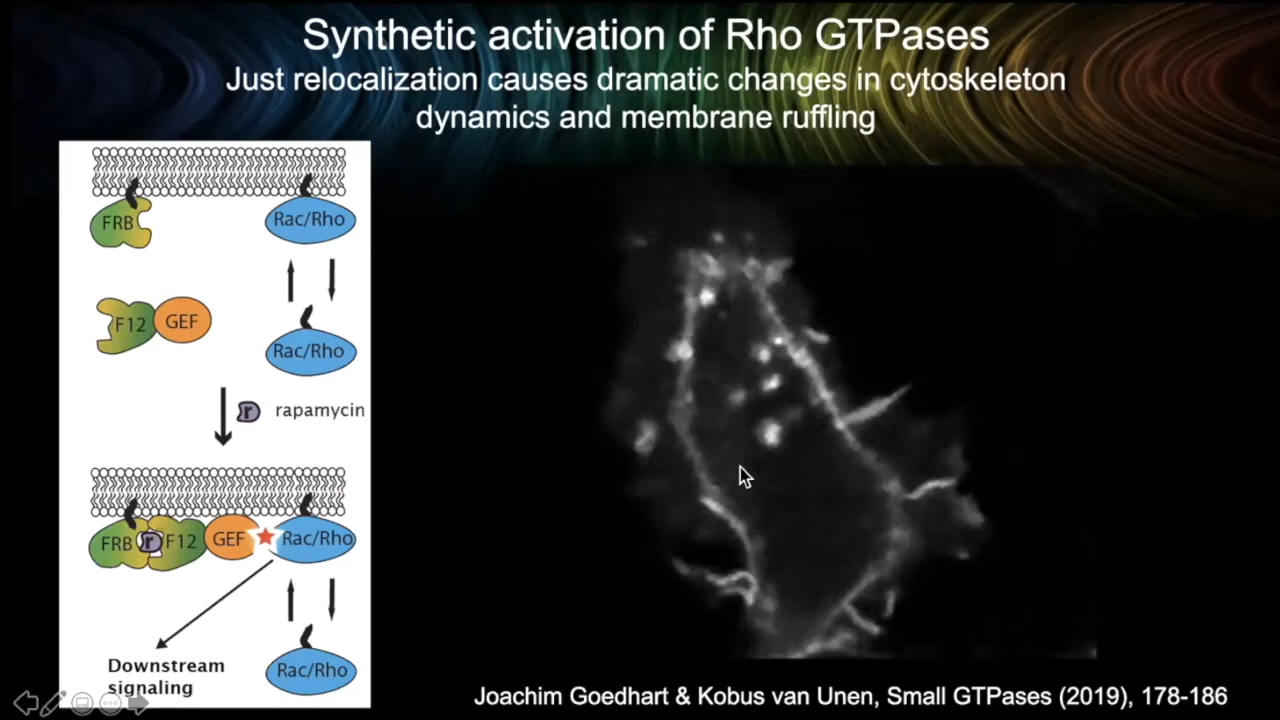 Synthetic activation of Rho GTPases
Just relocalization causes dramatic changes in cytoskeleton
dynamics and membrane ruffling
FRB
Rac/Rho
F12
GEF
Rac/Rho
r
rapamycin
FRB
r
F12
GEF
Rac/Rho
Downstream
signaling
Rac/Rho
Joachim Goedhart & Kobus van Unen, Small GTPases (2019), 178-186